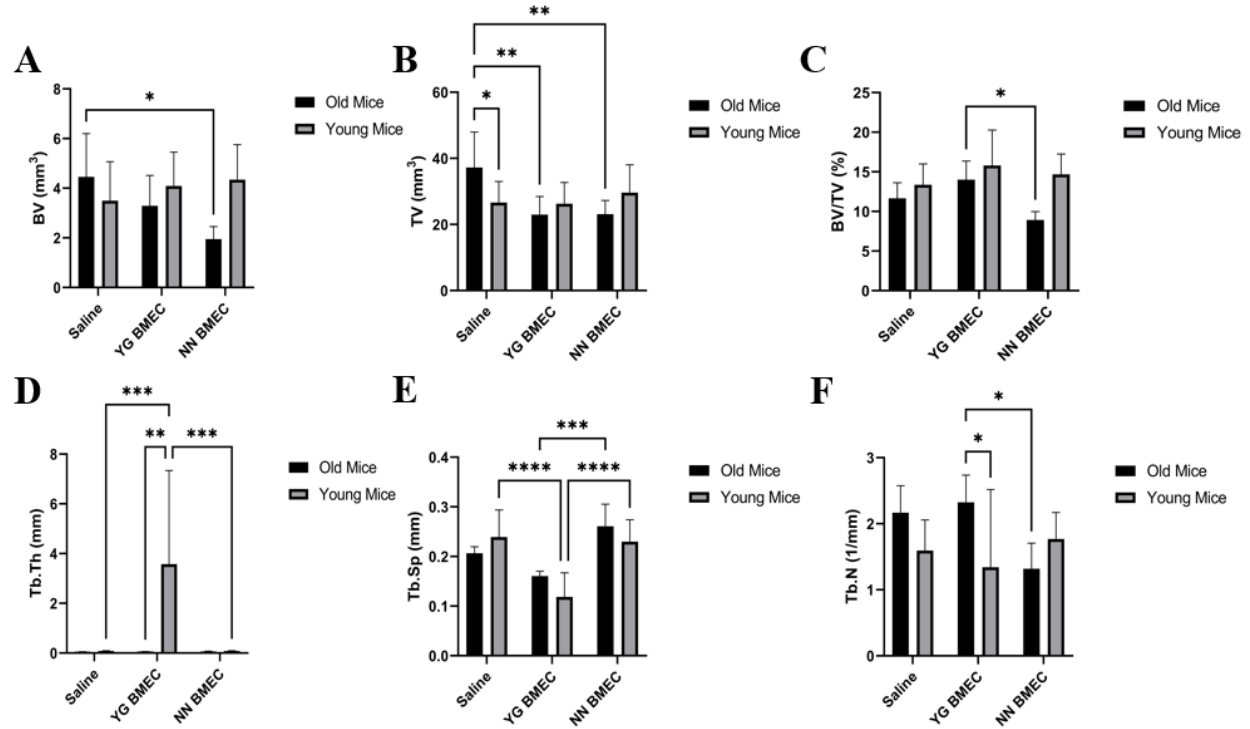 A
*
8
6
4
2
0
BV (mm³)
Saline
YG BMEC
NN BMEC
Old Mice
Young Mice
B
**
**
*
60
40
20
0
TV (mm³)
Saline
YG BMEC
NN BMEC
Old Mice
Young Mice
C
*
25
20
15
10
5
0
BV/TV (%)
Saline
YG BMEC
NN BMEC
Old Mice
Young Mice
D
***
** ***
8
6
4
2
0
Tb.Th (mm)
Saline
YG BMEC
NN BMEC
Old Mice
Young Mice
E
***
**** ****
0.4
0.3
0.2
0.1
0.0
Tb.Sp (mm)
Saline
YG BMEC
NN BMEC
Old Mice
Young Mice
F
*
*
3
2
1
0
Tb.N (1/mm)
Saline
YG BMEC
NN BMEC
Old Mice
Young Mice